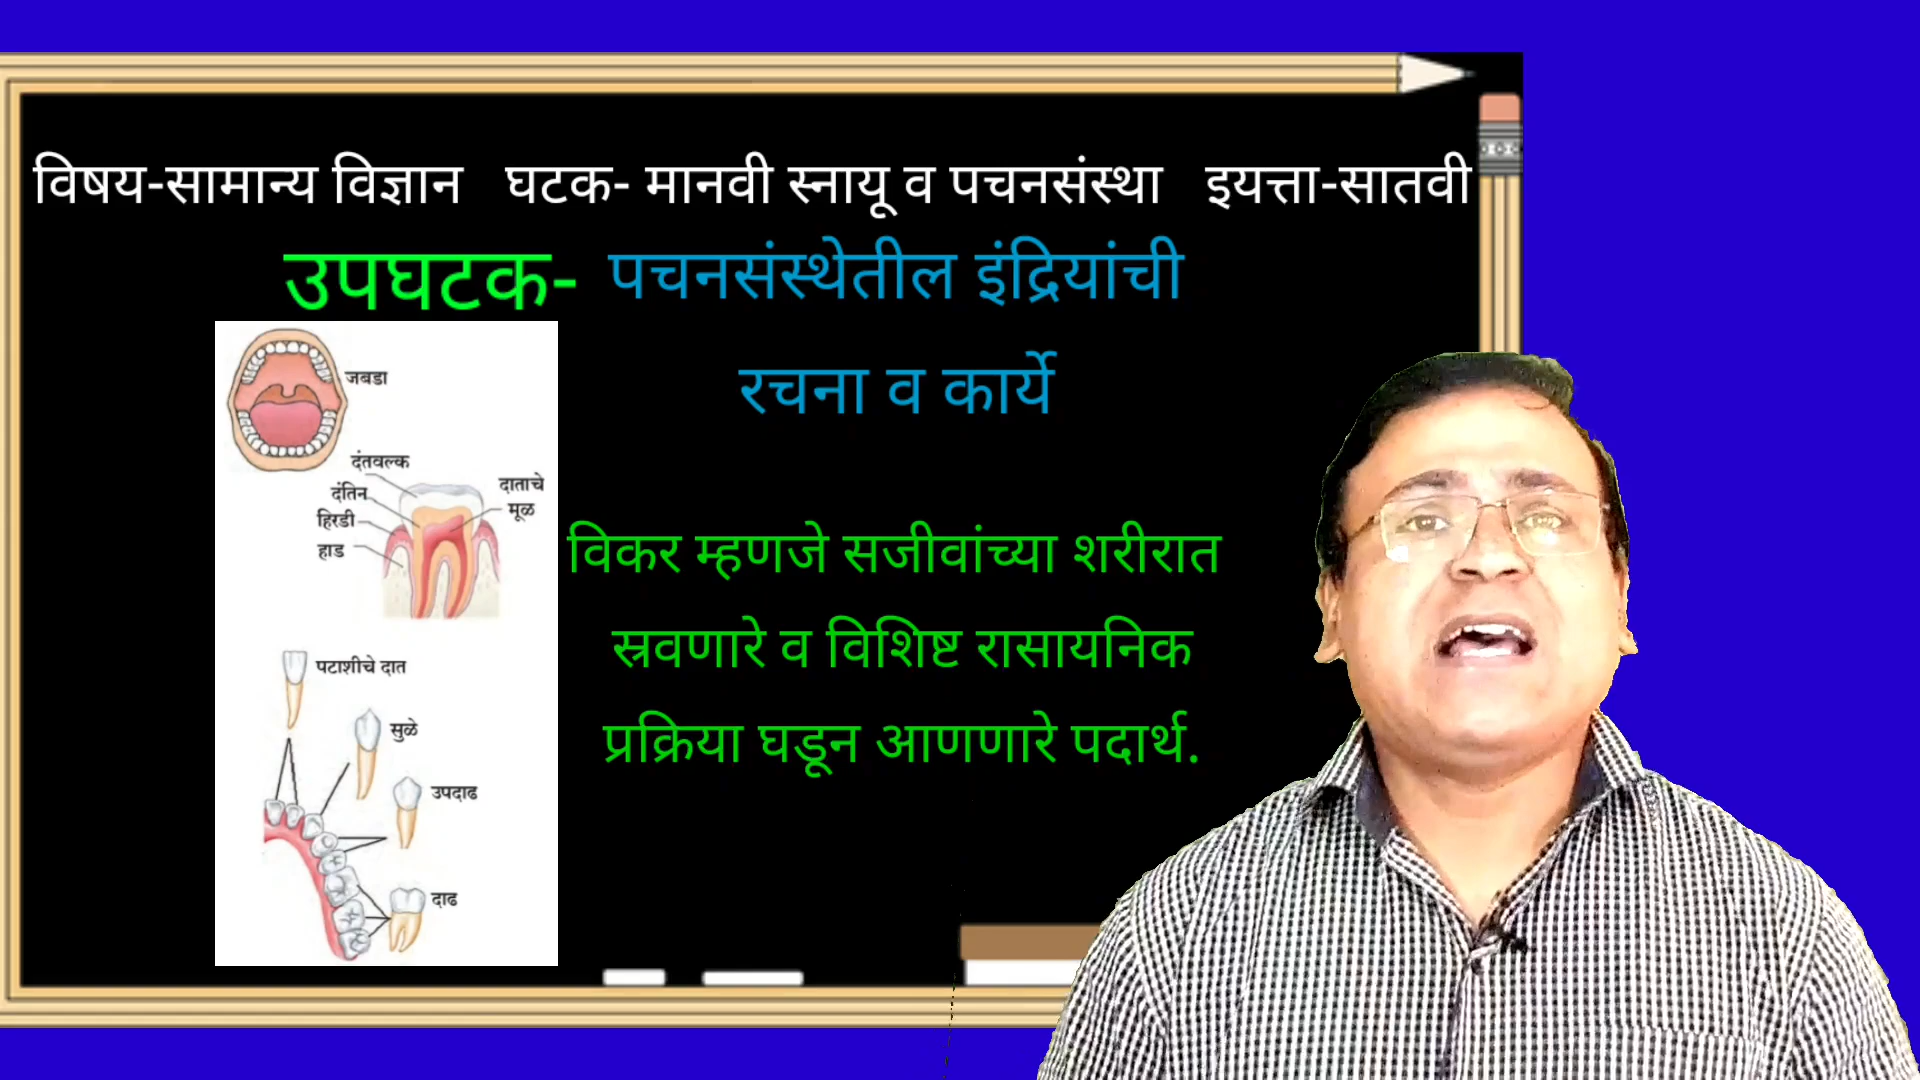 विषय-सामान्य विज्ञान घटक- मानवी स्नायू व पचनसंस्था इयत्ता-सातवी
उपघटक- पचनसंस्थेतील इंद्रियांची
रचना व कार्ये
जबडा
दंतवल्क
दंतिन
हिरडी
हाड
दाताचे
मूळ
विकर म्हणजे सजीवांच्या शरीरात
स्रवणारे व विशिष्ट रासायनिक
प्रक्रिया घडून आणणारे पदार्थ.
पटाशीचे दात
सुळे
उपदाढ
दाढ